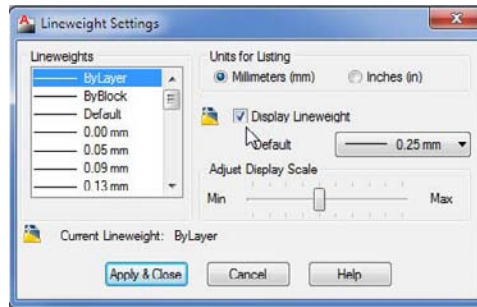 Lineweight Settings
Lineweights
ByLayer
ByBlock
Default
0.00 mm
0.05 mm
0.09 mm
0.13 mm
Units for Listing
Millimeters (mm) Inches (in)
Display Lineweight
Default 0.25 mm
Adjust Display Scale
Min Max
Current Lineweight: ByLayer
Apply & Close Cancel Help